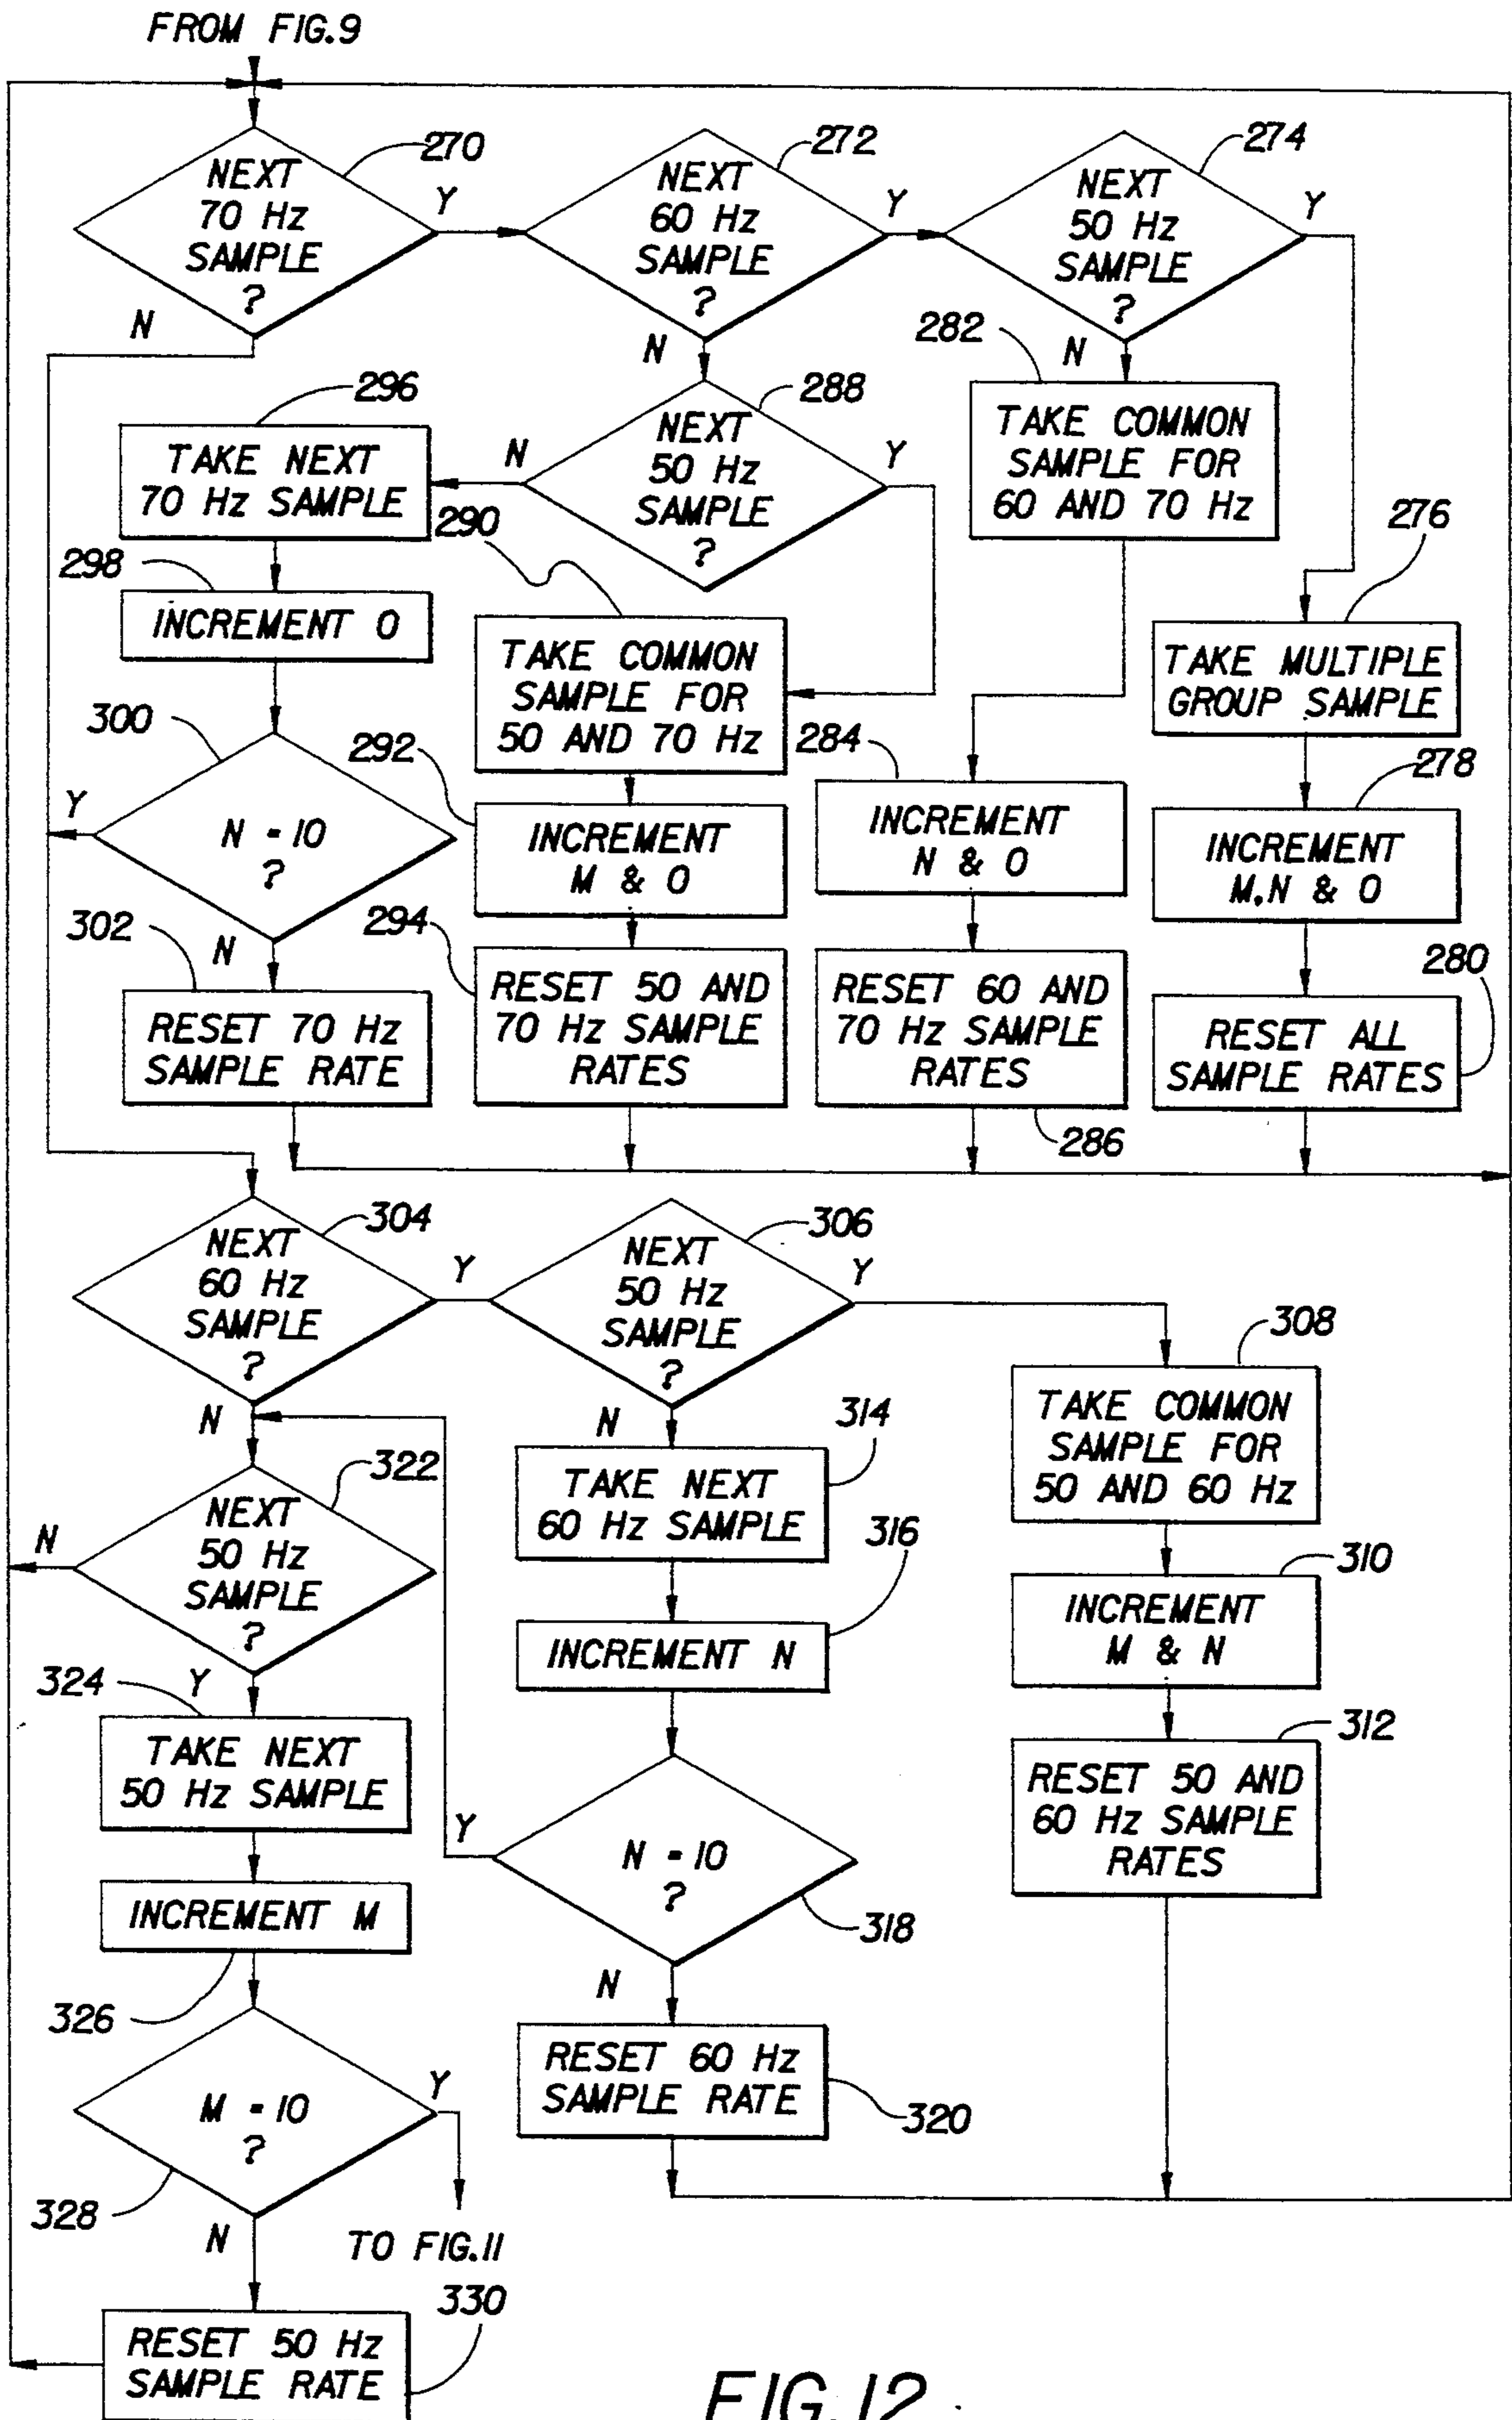 FROM FIG.9
270
NEXT
70 Hz
SAMPLE
?
Y
N
272
NEXT
60 Hz
SAMPLE
?
Y
N
274
NEXT
50 Hz
SAMPLE
?
Y
N
282
TAKE COMMON
SAMPLE FOR
60 AND 70 Hz
296
TAKE NEXT
70 Hz SAMPLE
288
NEXT
50 Hz
SAMPLE
?
N
Y
276
TAKE MULTIPLE
GROUP SAMPLE
298
INCREMENT O
290
TAKE COMMON
SAMPLE FOR
50 AND 70 Hz
300
N = 10
?
Y
N
292
INCREMENT
M & O
284
INCREMENT
N & O
278
INCREMENT
M,N & O
302
RESET 70 Hz
SAMPLE RATE
294
RESET 50 AND
70 Hz SAMPLE
RATES
RESET 60 AND
70 Hz SAMPLE
RATES
286
280
RESET ALL
SAMPLE RATES
304
NEXT
60 Hz
SAMPLE
?
Y
N
306
NEXT
50 Hz
SAMPLE
?
Y
N
308
TAKE COMMON
SAMPLE FOR
50 AND 60 Hz
322
NEXT
50 Hz
SAMPLE
?
N
Y
314
TAKE NEXT
60 Hz SAMPLE
316
INCREMENT N
310
INCREMENT
M & N
324
TAKE NEXT
50 Hz SAMPLE
312
RESET 50 AND
60 Hz SAMPLE
RATES
N = 10
?
Y
318
N
INCREMENT M
326
M = 10
?
Y
328
N
RESET 60 Hz
SAMPLE RATE
320
TO FIG.11
330
RESET 50 Hz
SAMPLE RATE
FIG.12